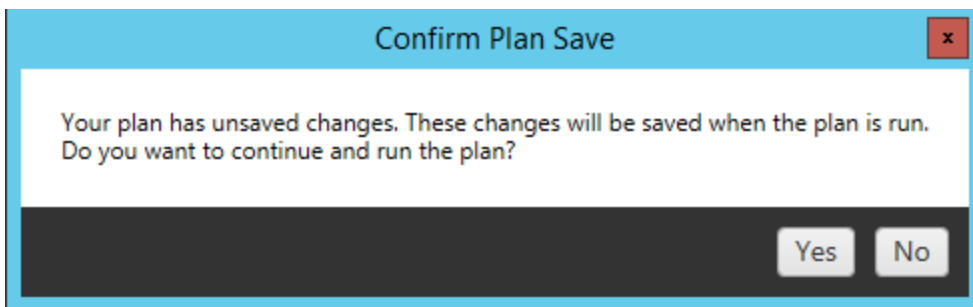 Confirm Plan Save
x
Your plan has unsaved changes. These changes will be saved when the plan is run.
Do you want to continue and run the plan?
Yes No